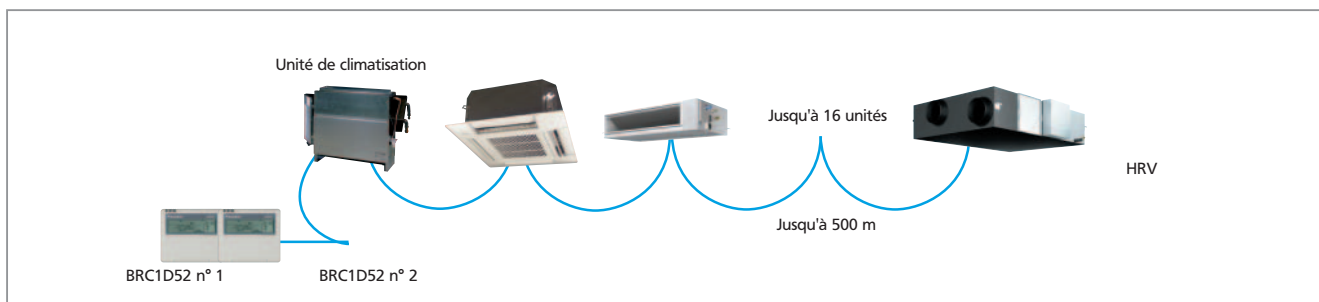 Unité de climatisation
Jusqu'à 16 unités
HRV
Jusqu'à 500 m
BRC1D52 n° 1
BRC1D52 n° 2